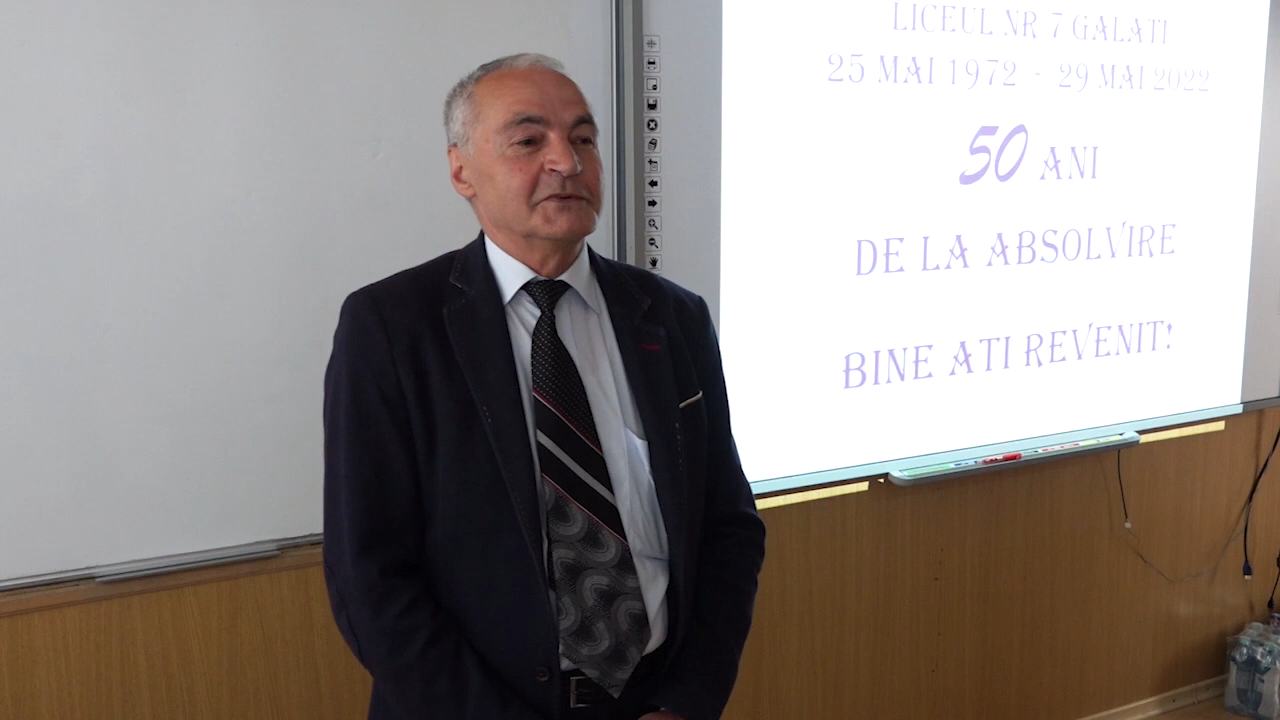 LICEUL NR 7 GALATI
25 MAI 1972 - 29 MAI 2022
50 ANI
DE LA ABSOLVIRE
BINE ATI REVENIT!